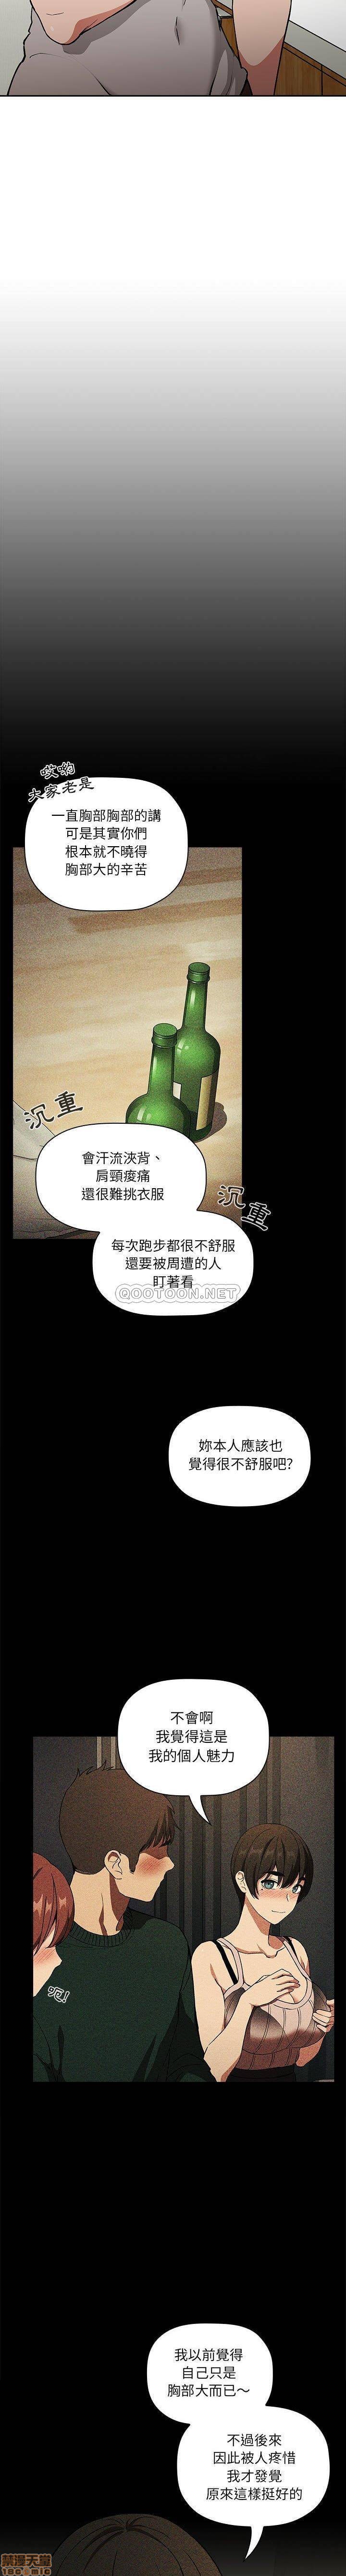 哎喲
大家老是
一直胸部胸部的講
可是其實你們
根本就不曉得
胸部大的辛苦
沉重
會汗流浹背、
肩頸痠痛
還很難挑衣服
沉重
每次跑步都很不舒服
還要被周遭的人
盯著看
QOOTOON.NET
妳本人應該也
覺得很不舒服吧?
不會啊
我覺得這是
我的個人魅力
呃!
我以前覺得
自己只是
胸部大而已~
不過後來
因此被人疼惜
我才發覺
原來這樣挺好的
禁漫天堂
18COMIC